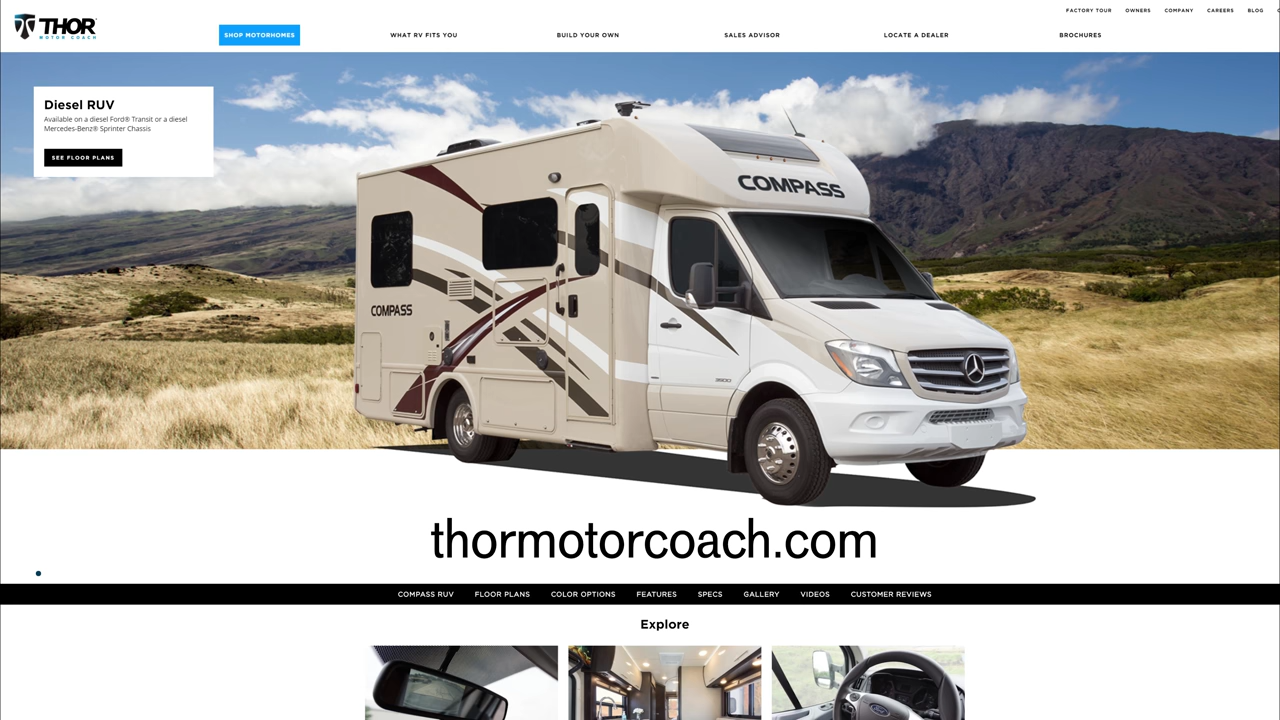 FACTORY TOUR OWNERS COMPANY CAREERS BLOG
THOR
MOTOR COACH
SHOP MOTORHOMES WHAT RV FITS YOU BUILD YOUR OWN SALES ADVISOR LOCATE A DEALER BROCHURES
Diesel RUV
Available on a diesel Ford® Transit or a diesel
Mercedes-Benz® Sprinter Chassis
SEE FLOOR PLANS
COMPASS
COMPASS
3500
thormotorcoach.com
COMPASS RUV FLOOR PLANS COLOR OPTIONS FEATURES SPECS GALLERY VIDEOS CUSTOMER REVIEWS
Explore
Ford